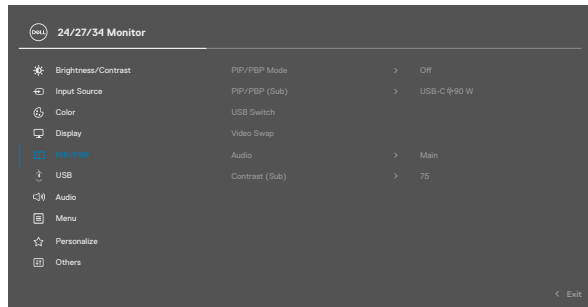 DELL 24/27/34 Monitor
Brightness/Contrast PIP/PBP Mode > Off
Input Source PIP/PBP (Sub) > USB-C 90 W
Color USB Switch
Display Video Swap
PIP/PBP Audio > Main
USB Contrast (Sub) > 75
Audio
Menu
Personalize
Others
< Exit